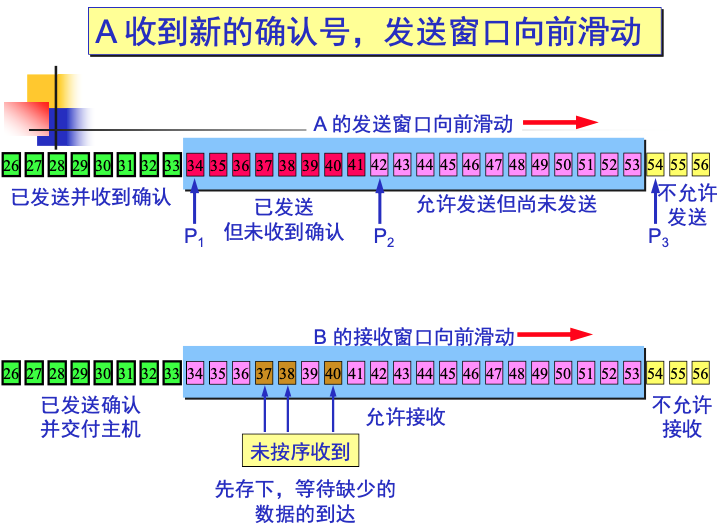 A 收到新的确认号，发送窗口向前滑动
A 的发送窗口向前滑动
26 27 28 29 30 31 32 33 34 35 36 37 38 39 40 41 42 43 44 45 46 47 48 49 50 51 52 53 54 55 56
已发送并收到确认
已发送
但未收到确认
允许发送但尚未发送
不允许
发送
P1
P2
P3
B 的接收窗口向前滑动
26 27 28 29 30 31 32 33 34 35 36 37 38 39 40 41 42 43 44 45 46 47 48 49 50 51 52 53 54 55 56
已发送确认
并交付主机
允许接收
不允许
接收
未按序收到
先存下，等待缺少的
数据的到达